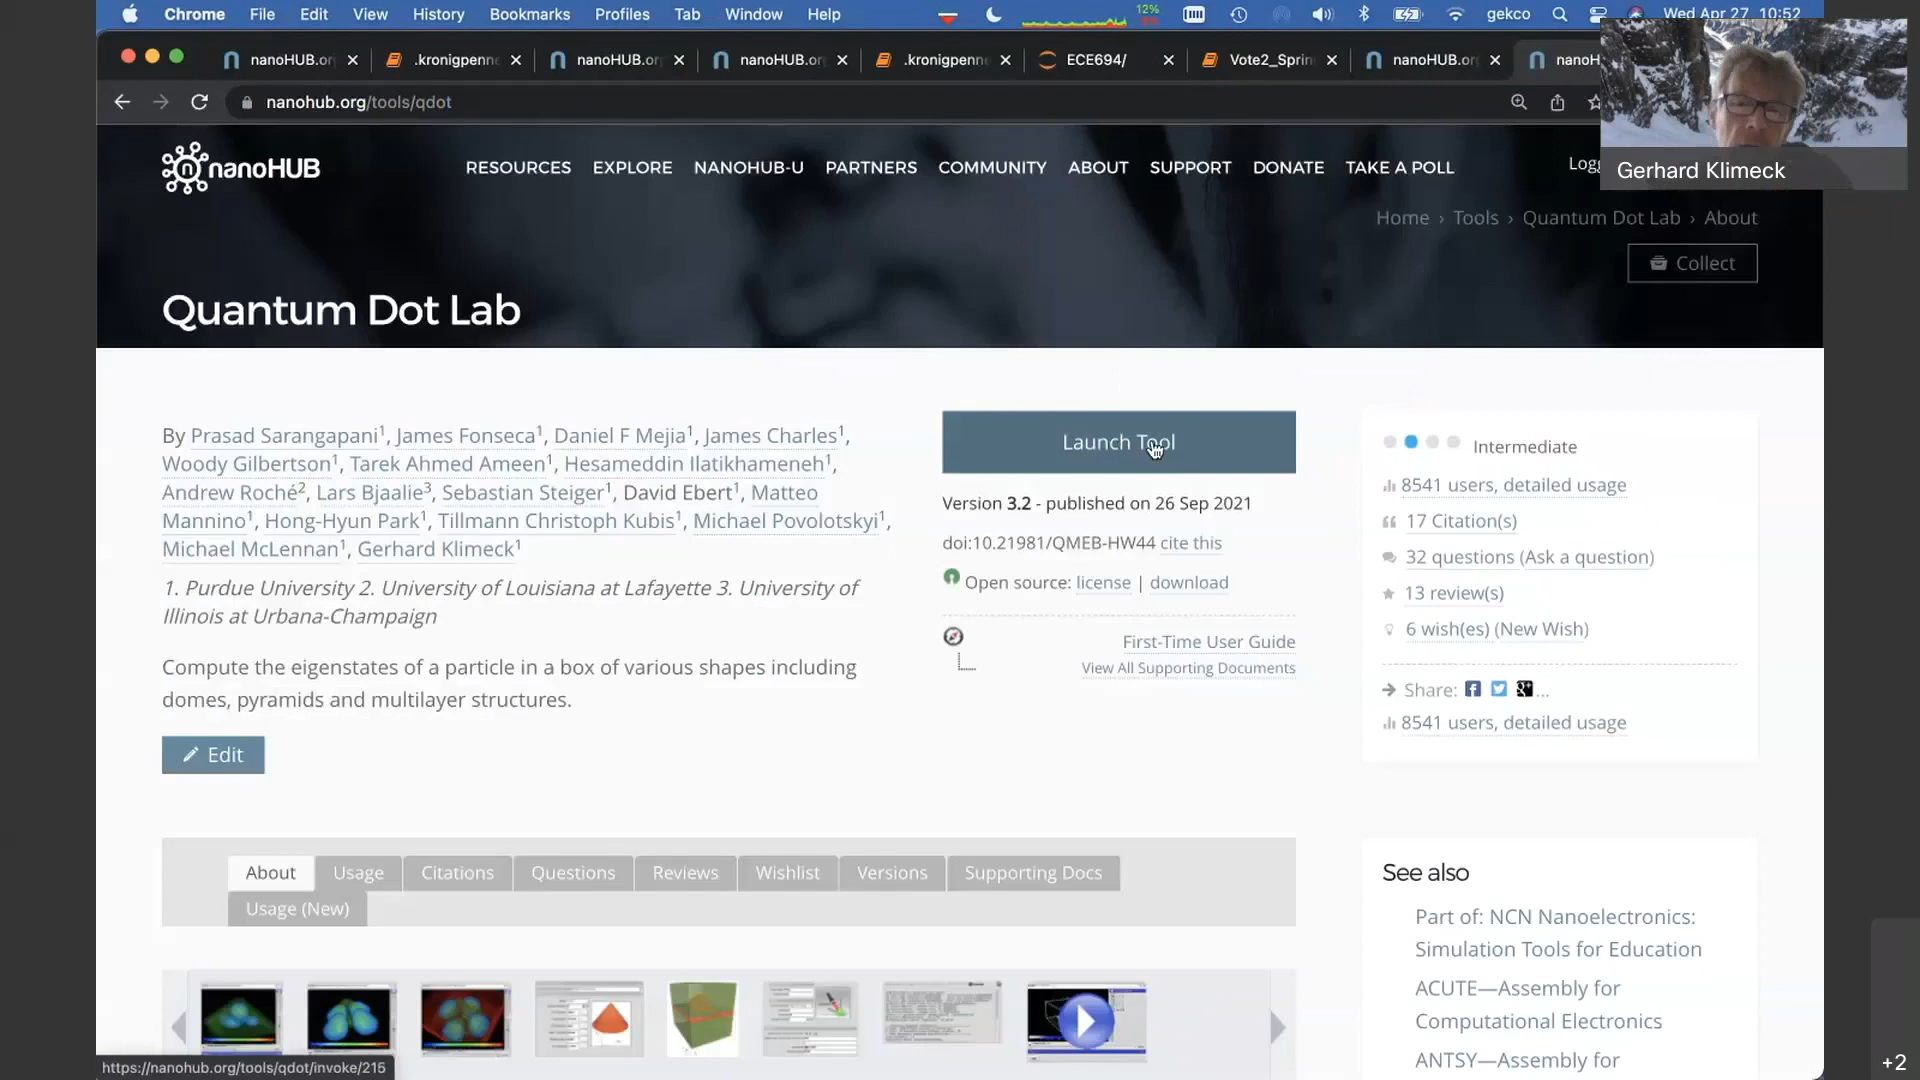 Chrome File Edit View History Bookmarks Profiles Tab Window Help 12% gekco Wed Apr 27, 10:52
nanoHUB.or .kronigpenn nanoHUB.or nanoHUB.or .kronigpenn ECE694/ Vote2_Sprin nanoHUB.or nanoH
nanohub.org/tools/qdot
Gerhard Klimeck
nanoHUB
RESOURCES EXPLORE NANOHUB-U PARTNERS COMMUNITY ABOUT SUPPORT DONATE TAKE A POLL Logg
Home › Tools › Quantum Dot Lab › About
Collect
Quantum Dot Lab
By Prasad Sarangapani1, James Fonseca1, Daniel F Mejia1, James Charles1,
Woody Gilbertson1, Tarek Ahmed Ameen1, Hesameddin Ilatikhameneh1,
Andrew Roché2, Lars Bjaalie3, Sebastian Steiger1, David Ebert1, Matteo
Mannino1, Hong-Hyun Park1, Tillmann Christoph Kubis1, Michael Povolotskyi1,
Michael McLennan1, Gerhard Klimeck1
1. Purdue University 2. University of Louisiana at Lafayette 3. University of
Illinois at Urbana-Champaign
Compute the eigenstates of a particle in a box of various shapes including
domes, pyramids and multilayer structures.
Edit
Launch Tool
Version 3.2 - published on 26 Sep 2021
doi:10.21981/QMEB-HW44 cite this
Open source: license | download
First-Time User Guide
View All Supporting Documents
Intermediate
8541 users, detailed usage
17 Citation(s)
32 questions (Ask a question)
13 review(s)
6 wish(es) (New Wish)
Share: ...
8541 users, detailed usage
About Usage Citations Questions Reviews Wishlist Versions Supporting Docs
Usage (New)
See also
Part of: NCN Nanoelectronics:
Simulation Tools for Education
ACUTE—Assembly for
Computational Electronics
ANTSY—Assembly for
https://nanohub.org/tools/qdot/invoke/215
+2